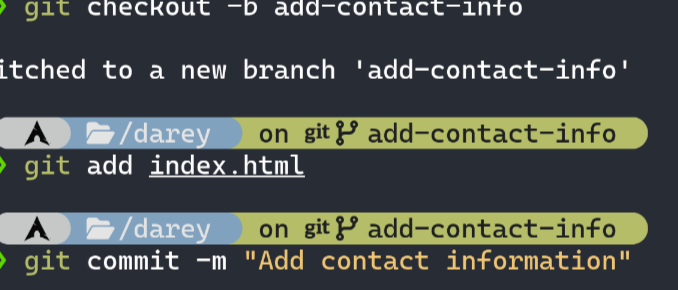 git checkout -b add-contact-info
itched to a new branch 'add-contact-info'
/darey on git add-contact-info
git add index.html
/darey on git add-contact-info
git commit -m "Add contact information"